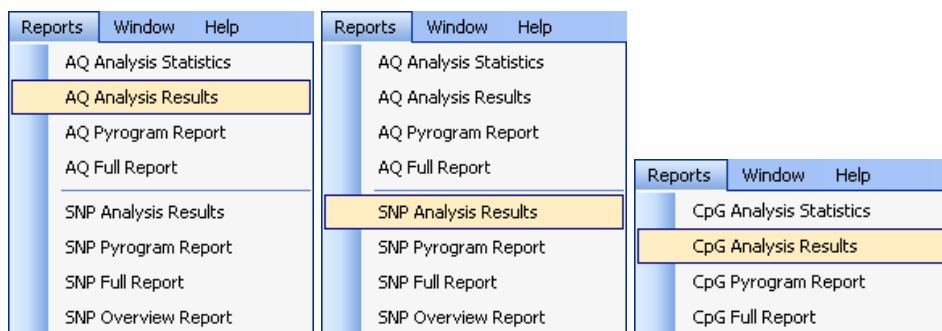 Reports Window Help
AQ Analysis Statistics
AQ Analysis Results
AQ Pyrogram Report
AQ Full Report
SNP Analysis Results
SNP Pyrogram Report
SNP Full Report
SNP Overview Report
Reports Window Help
AQ Analysis Statistics
AQ Analysis Results
AQ Pyrogram Report
AQ Full Report
SNP Analysis Results
SNP Pyrogram Report
SNP Full Report
SNP Overview Report
Reports Window Help
CpG Analysis Statistics
CpG Analysis Results
CpG Pyrogram Report
CpG Full Report